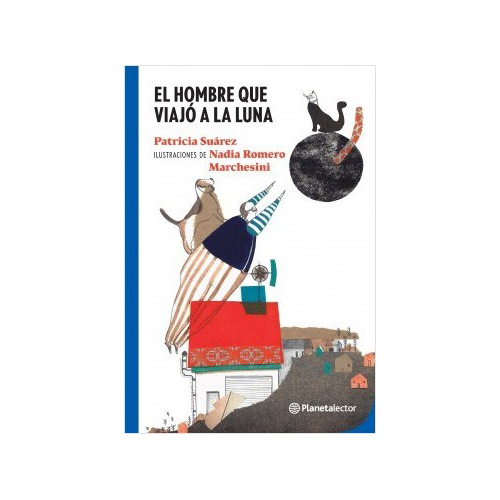 EL HOMBRE QUE
VIAJÓ A LA LUNA
Patricia Suárez
ILUSTRACIONES DE Nadia Romero
Marchesini
Planetalector